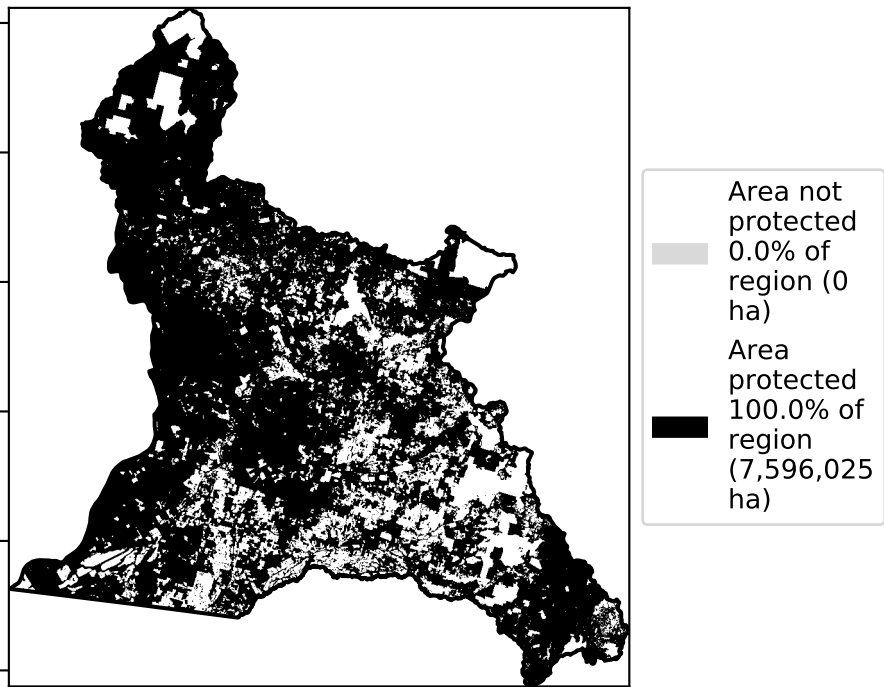 Area not
protected
0.0% of
region (0
ha)
Area
protected
100.0% of
region
(7,596,025
ha)